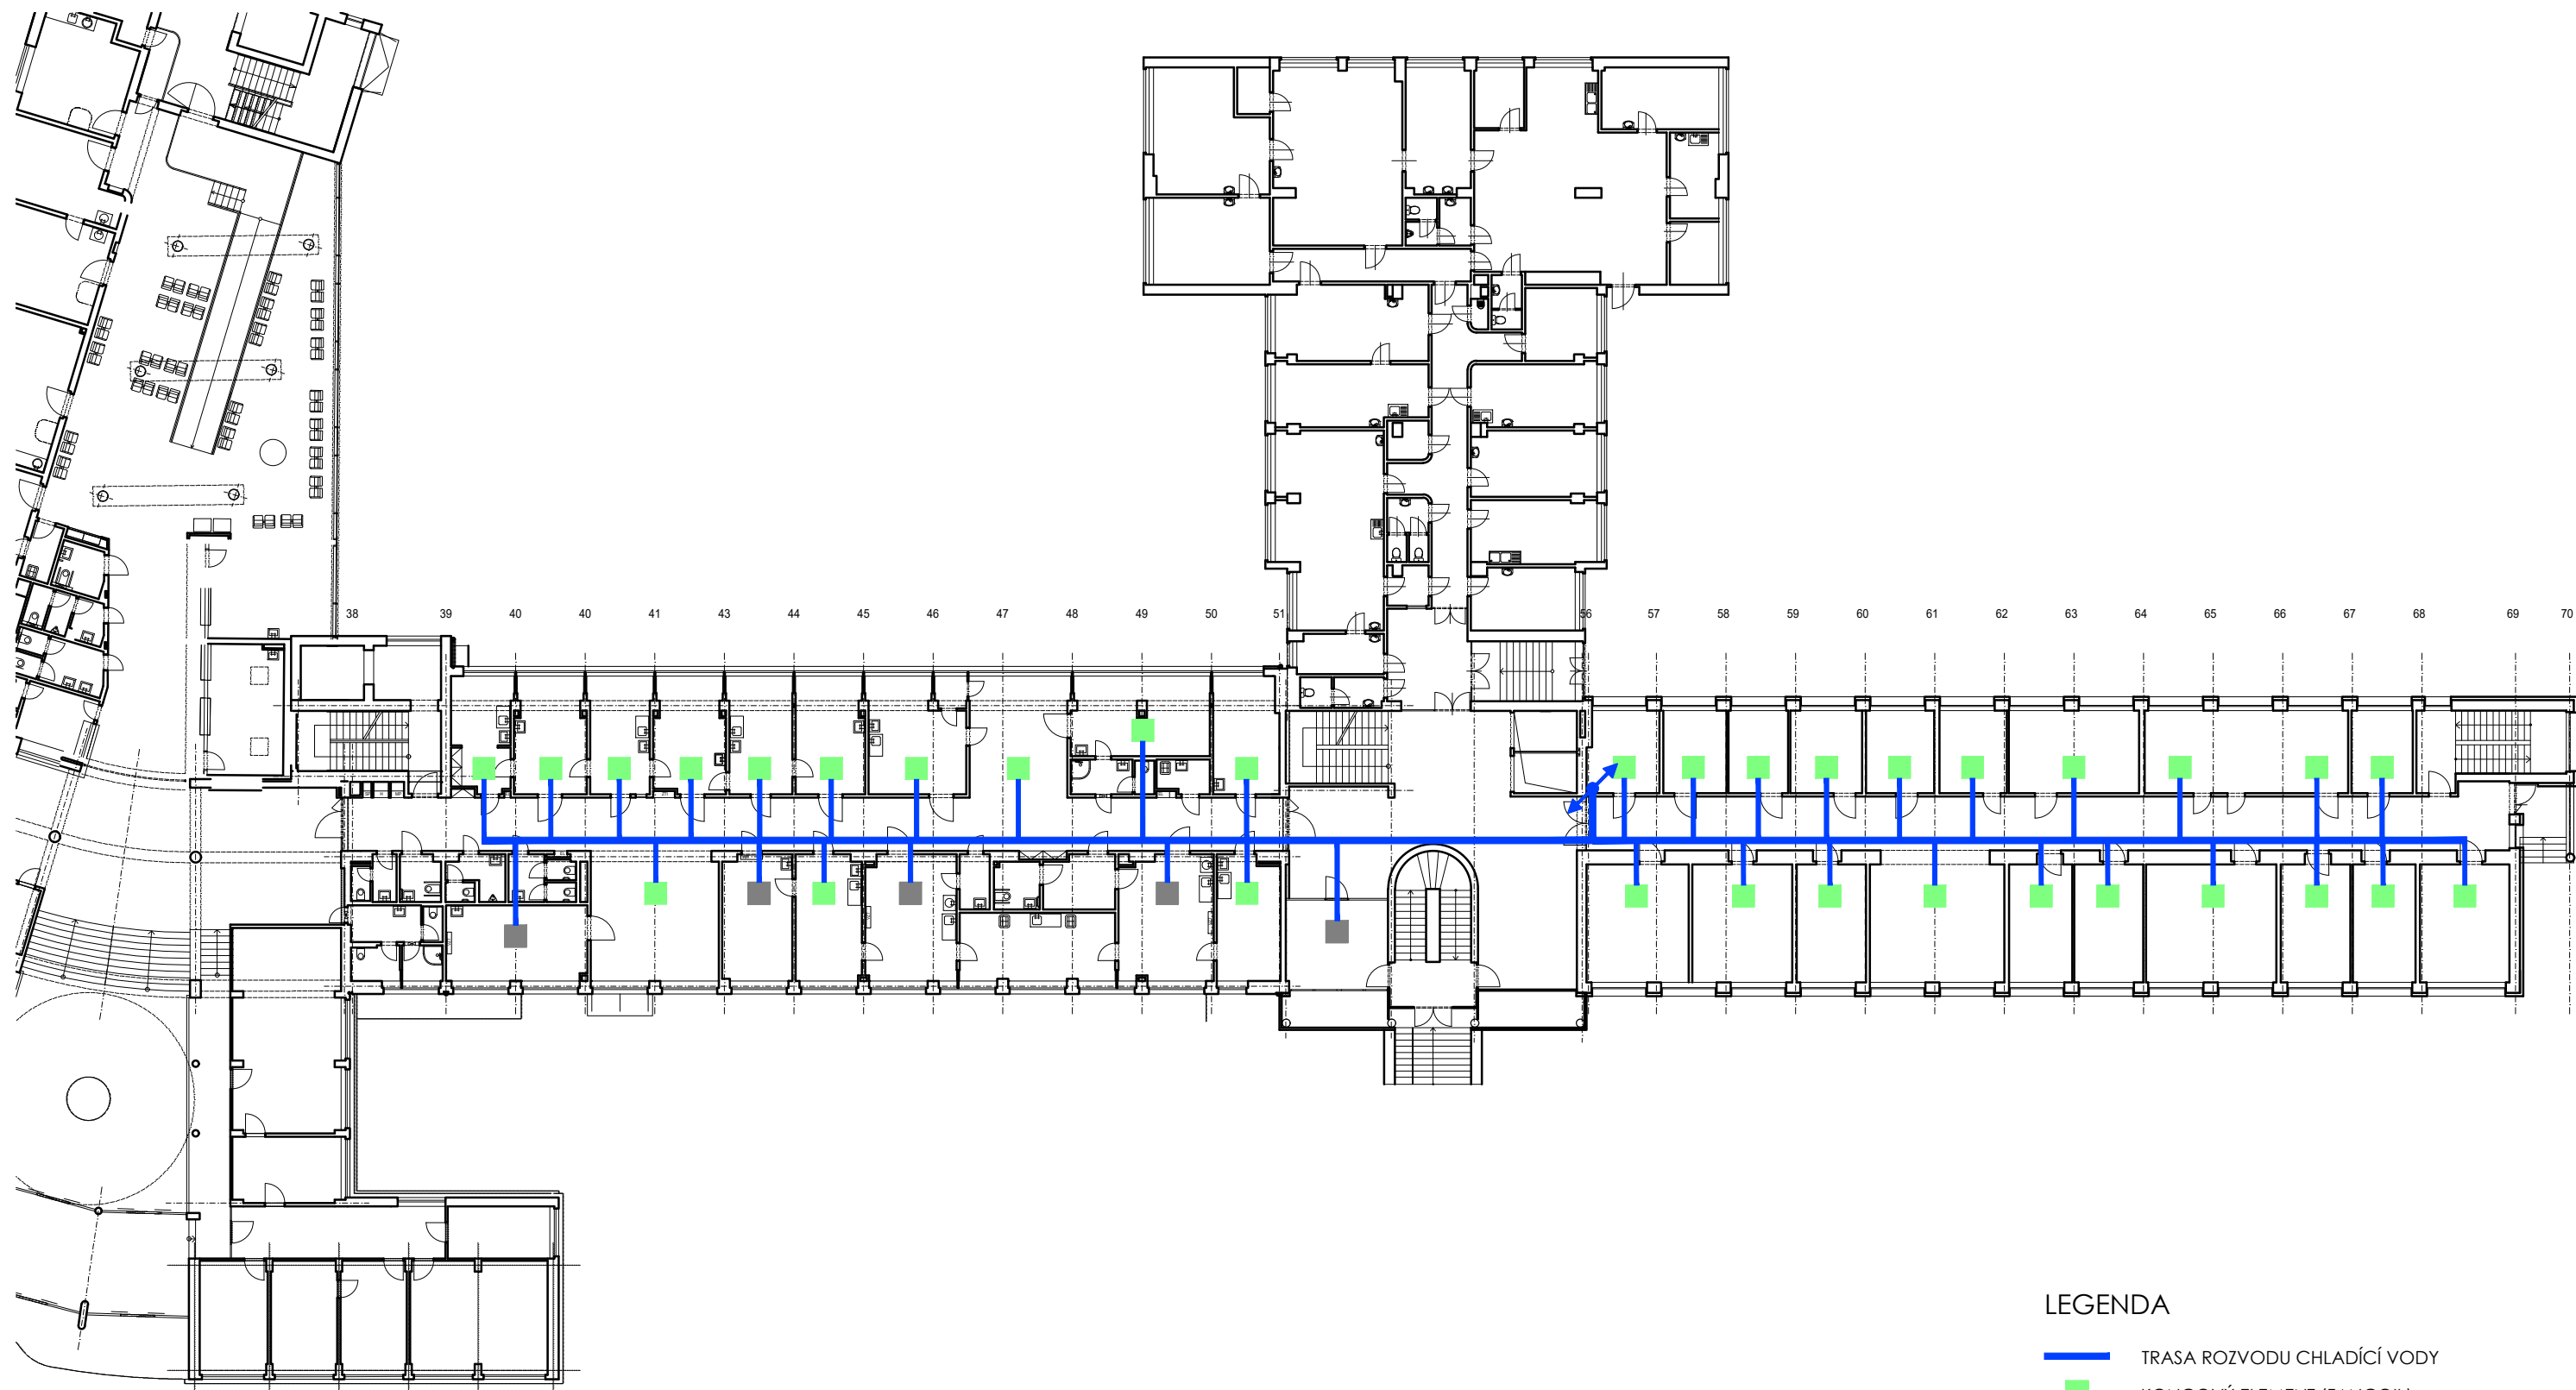 38 39 40 40 41 43 44 45 46 47 48 49 50 51 56 57 58 59 60 61 62 63 64 65 66 67 68 69 70
LEGENDA
TRASA ROZVODU CHLADÍCÍ VODY